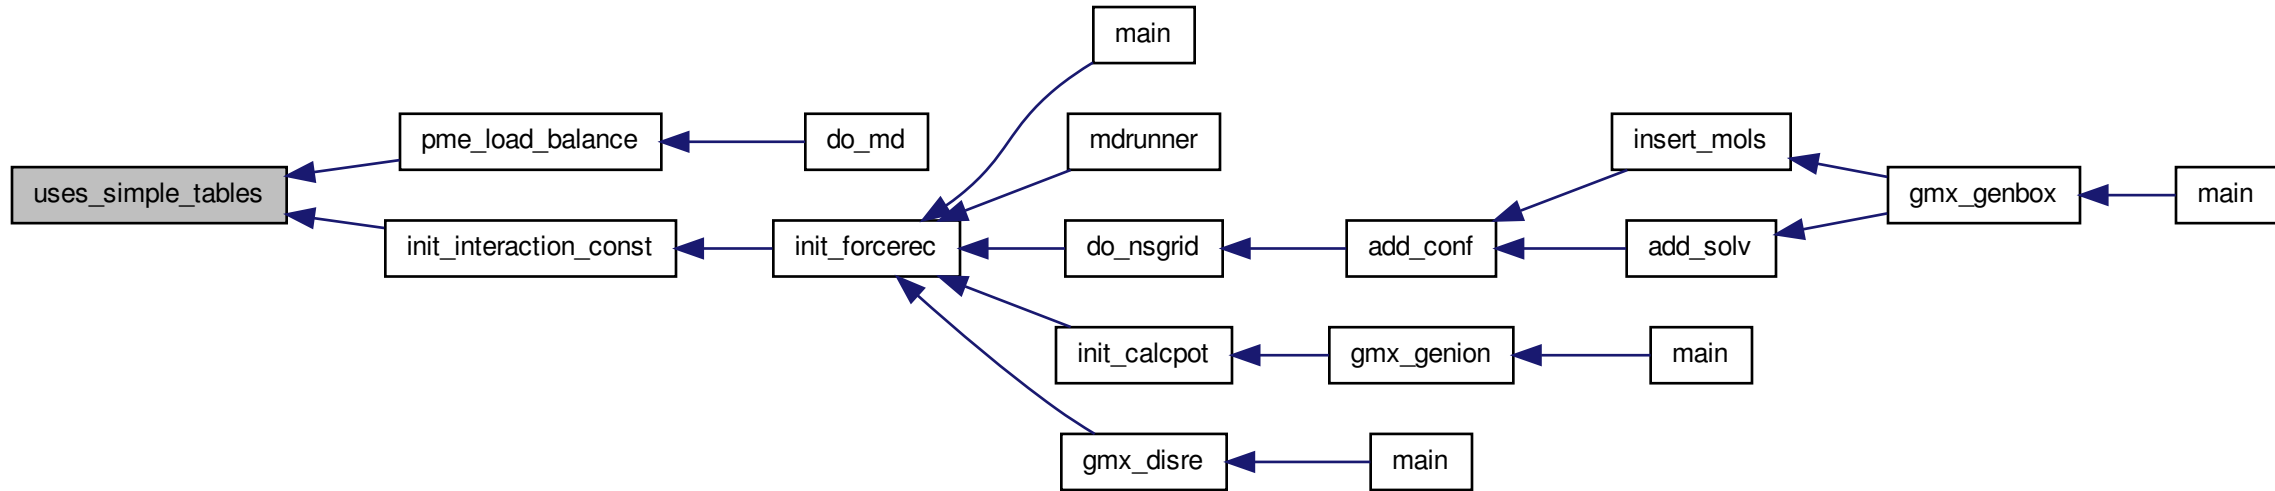 main
pme_load_balance
do_md
mdrunner
insert_mols
uses_simple_tables
gmx_genbox
main
init_interaction_const
init_forcerec
do_nsgrid
add_conf
add_solv
init_calcpot
gmx_genion
main
gmx_disre
main